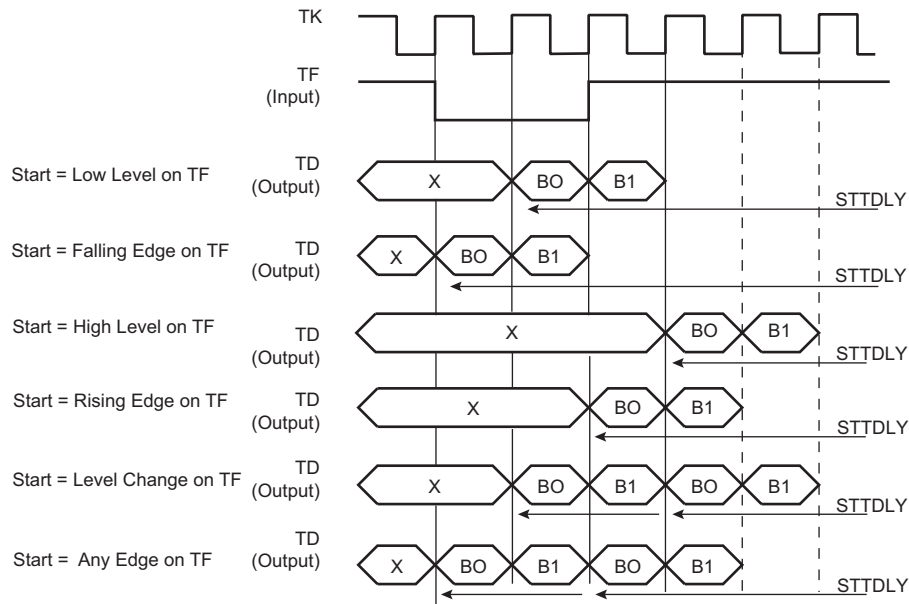 TK
TF
(Input)
Start = Low Level on TF
TD
(Output)
X
BO
B1
STTDLY
Start = Falling Edge on TF
TD
(Output)
X
BO
B1
STTDLY
Start = High Level on TF
TD
(Output)
X
BO
B1
STTDLY
Start = Rising Edge on TF
TD
(Output)
X
BO
B1
STTDLY
Start = Level Change on TF
TD
(Output)
X
BO
B1
BO
B1
STTDLY
Start = Any Edge on TF
TD
(Output)
X
BO
B1
BO
B1
STTDLY